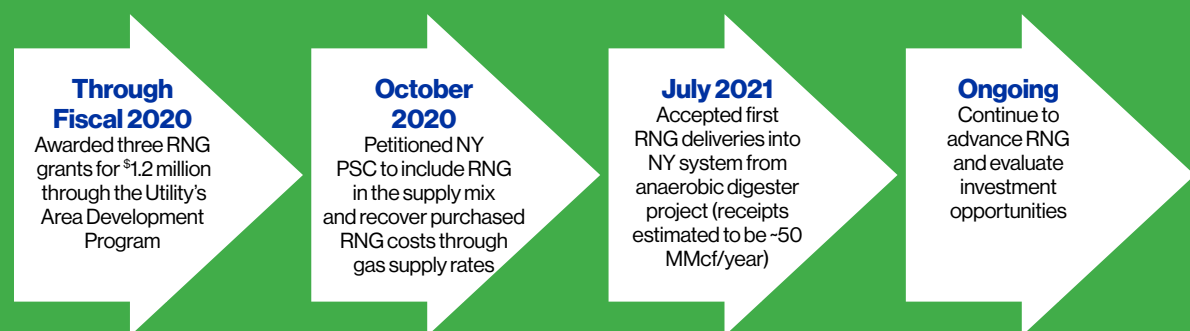 Through
Fiscal 2020
Awarded three RNG
grants for $1.2 million
through the Utility's
Area Development
Program
October
2020
Petitioned NY
PSC to include RNG
in the supply mix
and recover purchased
RNG costs through
gas supply rates
July 2021
Accepted first
RNG deliveries into
NY system from
anaerobic digester
project (receipts
estimated to be ~50
MMcf/year)
Ongoing
Continue to
advance RNG
and evaluate
investment
opportunities